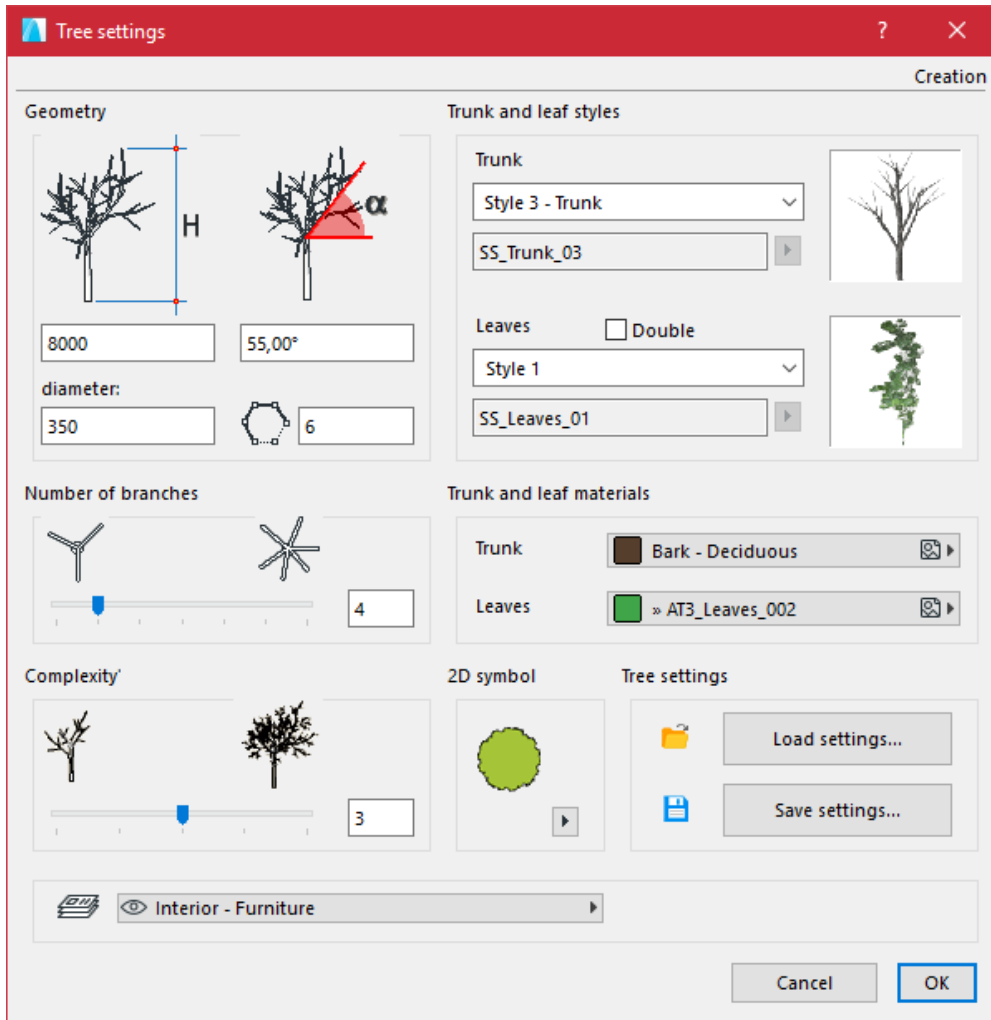 Tree settings
?
Creation
Geometry
H
α
8000
55,00°
diameter:
350
6
Trunk and leaf styles
Trunk
Style 3 - Trunk
SS_Trunk_03
Leaves
Double
Style 1
SS_Leaves_01
Number of branches
4
Trunk and leaf materials
Trunk
Bark - Deciduous
Leaves
» AT3_Leaves_002
Complexity'
3
2D symbol
Tree settings
Load settings...
Save settings...
Interior - Furniture
Cancel
OK